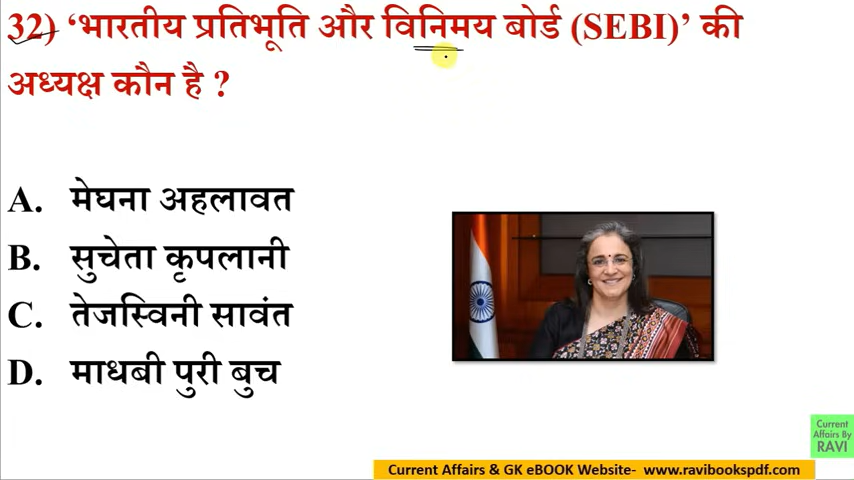 32) ‘भारतीय प्रतिभूति और विनिमय बोर्ड (SEBI)’ की
अध्यक्ष कौन है ?
A. मेघना अहलावत
B. सुचेता कृपलानी
C. तेजस्विनी सावंत
D. माधबी पुरी बुच
Current
Affairs By
RAVI
Current Affairs & GK eBOOK Website- www.ravibookspdf.com